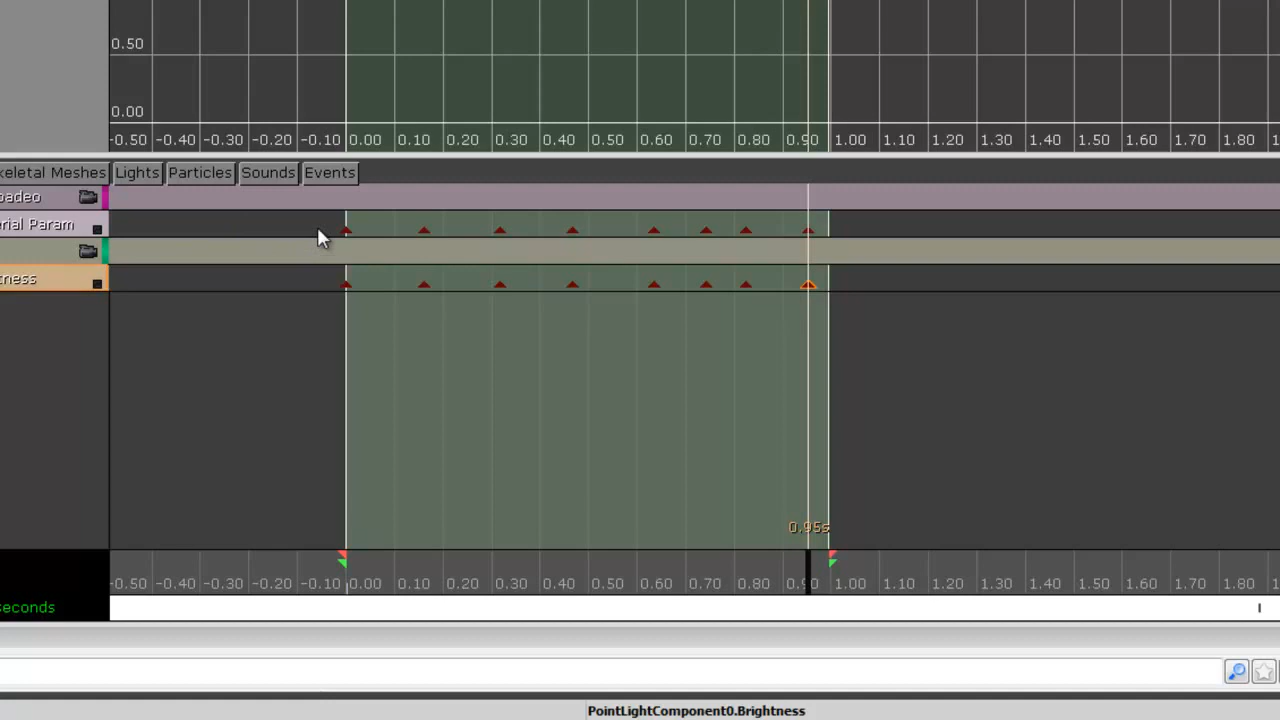 0.50
0.00
-0.50 -0.40 -0.30 -0.20 -0.10 0.00 0.10 0.20 0.30 0.40 0.50 0.60 0.70 0.80 0.90 1.00 1.10 1.20 1.30 1.40 1.50 1.60 1.70 1.80 1
keletal Meshes Lights Particles Sounds Events
oadeo
rial Param
tness
0.95s
-0.50 -0.40 -0.30 -0.20 -0.10 0.00 0.10 0.20 0.30 0.40 0.50 0.60 0.70 0.80 0.90 1.00 1.10 1.20 1.30 1.40 1.50 1.60 1.70 1.80 1
seconds
PointLightComponent0.Brightness